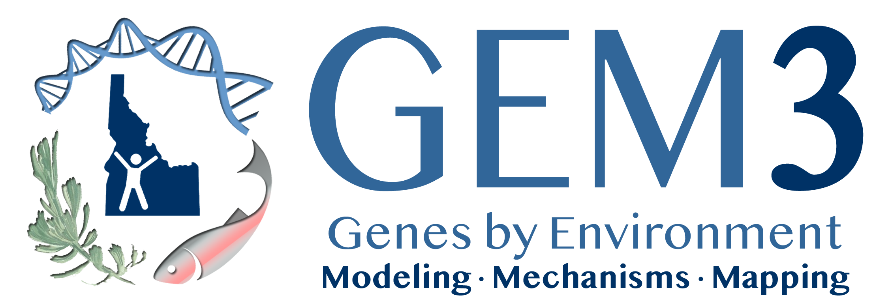 GEM3
Genes by Environment
Modeling · Mechanisms · Mapping